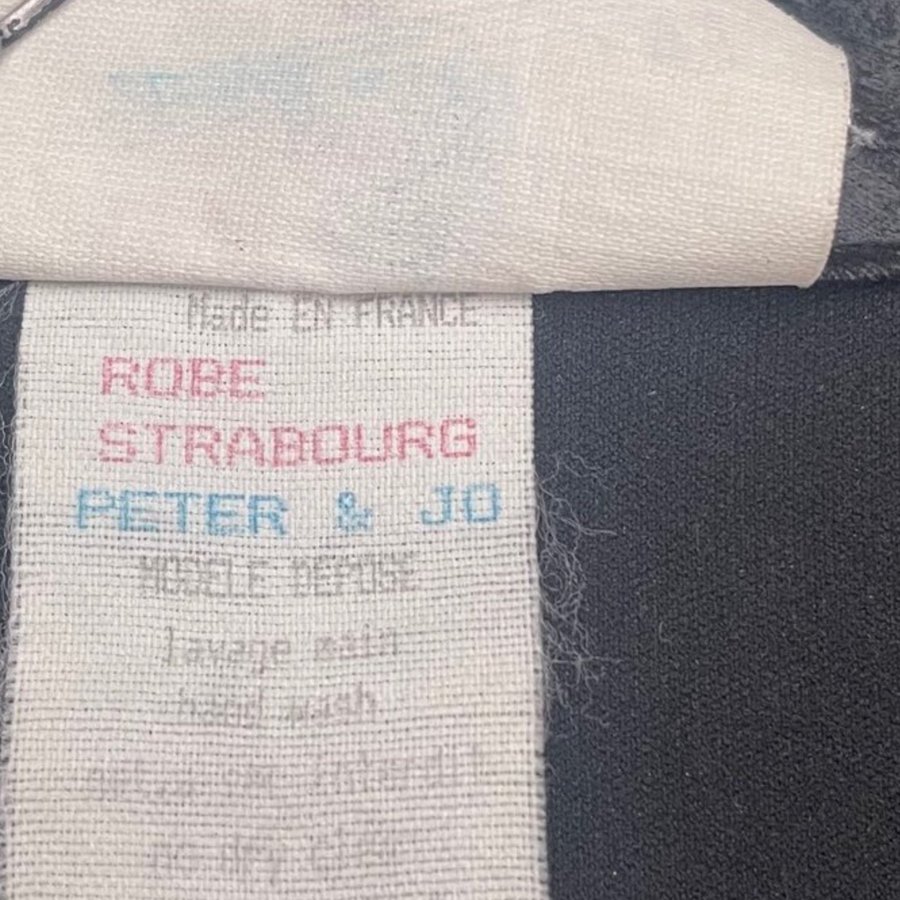 Made EN FRANCE
ROBE
STRABOURG
PETER & JO
MODELE DEPOSE
lavage main
hand wash